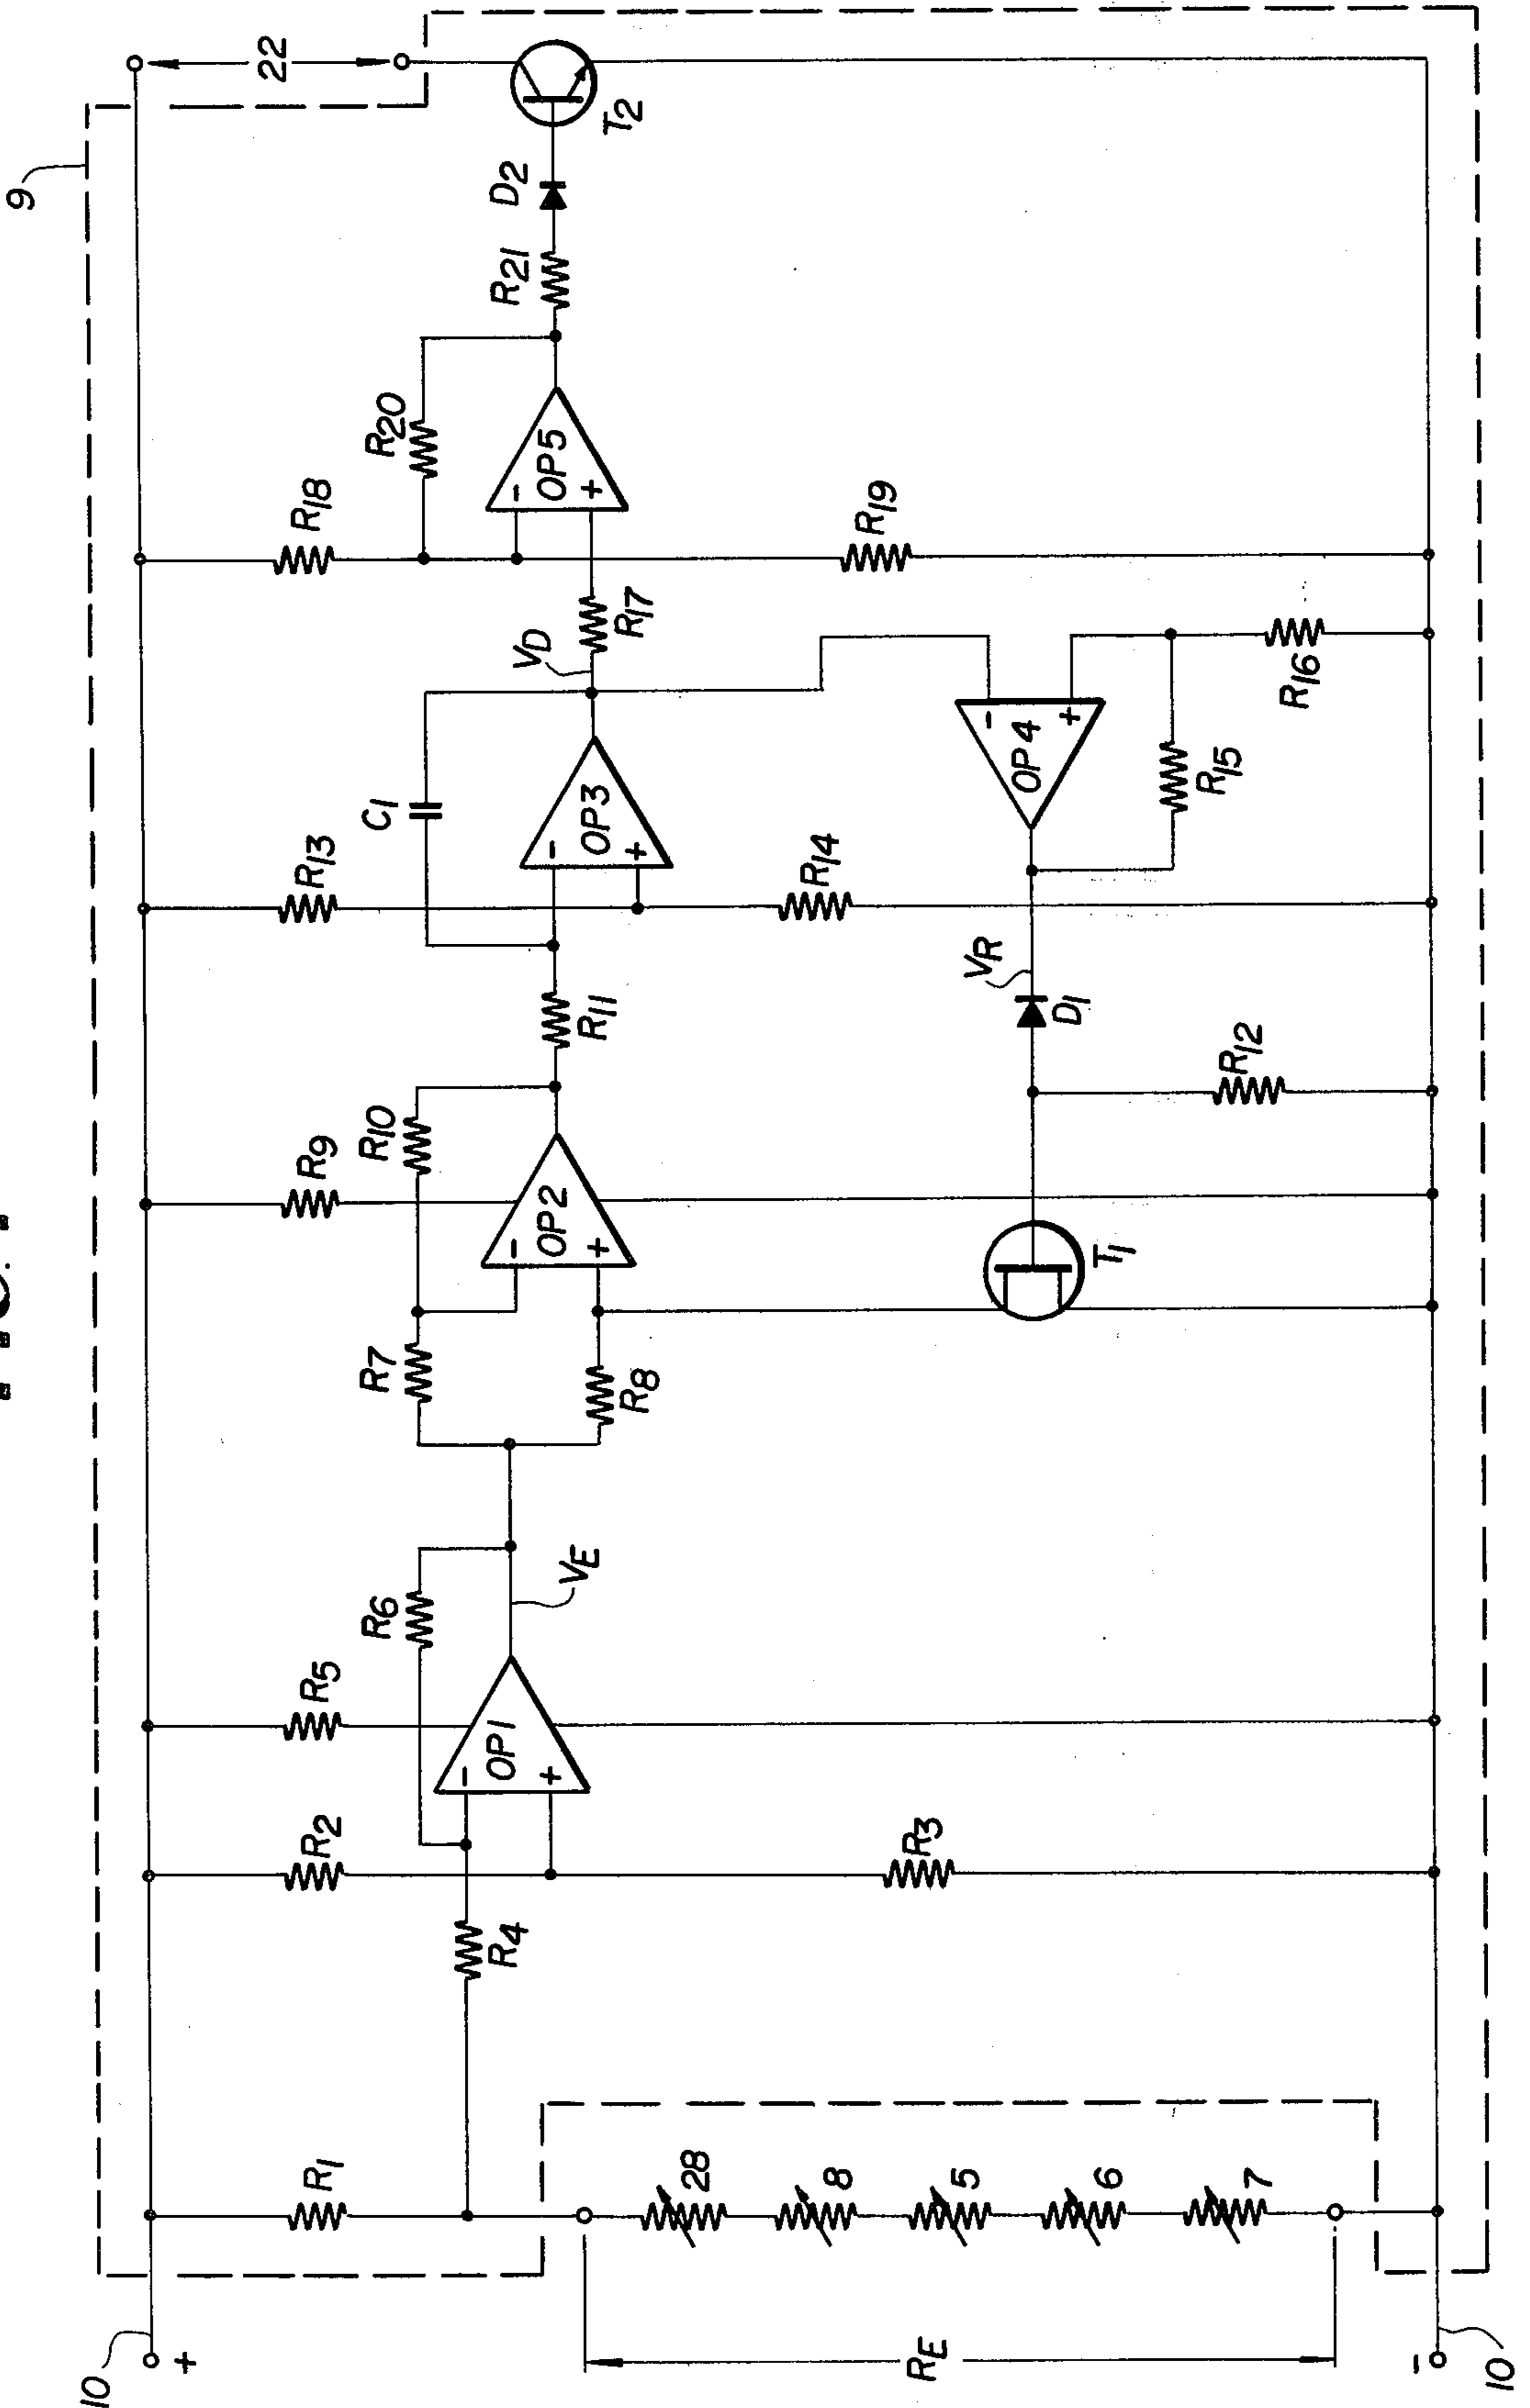 9
22
T2
D2
R21
R20
OP5
-
+
R18
R19
VD
R17
C1
OP3
-
+
OP4
-
+
R16
R15
R13
R14
VR
D1
R11
R12
R10
R9
OP2
-
+
T1
R7
R8
VE
R6
R5
OP1
-
+
R2
R3
R4
R1
28
8
5
6
7
RE
10
+
-
10